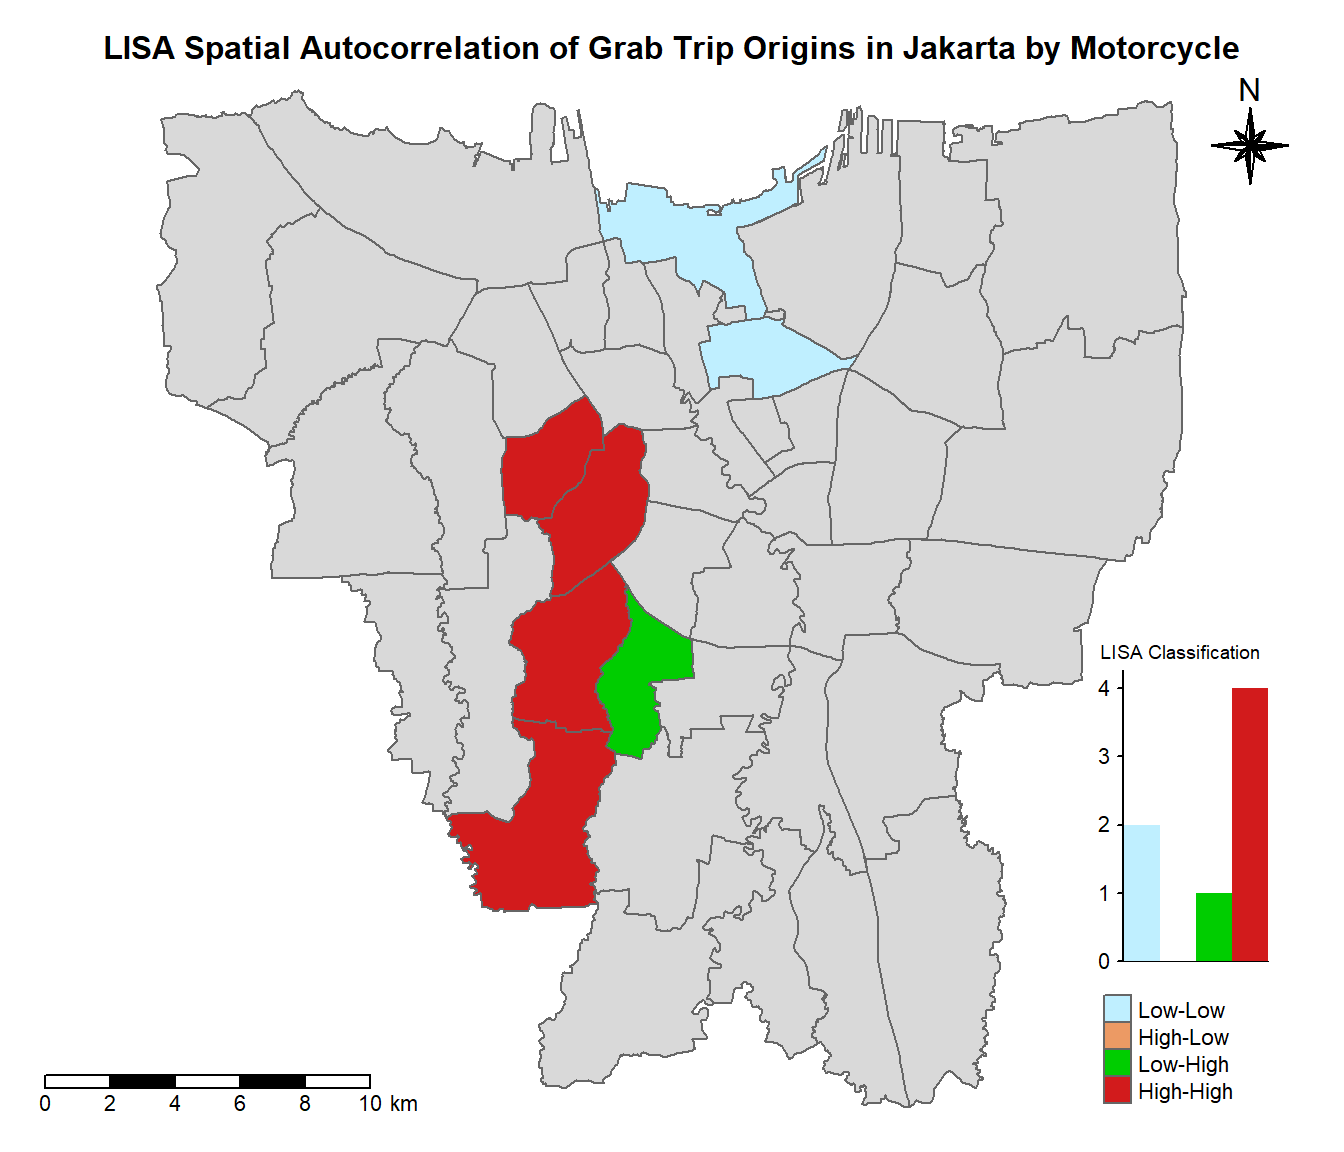 LISA Spatial Autocorrelation of Grab Trip Origins in Jakarta by Motorcycle
N
LISA Classification
4
3
2
1
0
Low-Low
High-Low
Low-High
High-High
0 2 4 6 8 10 km